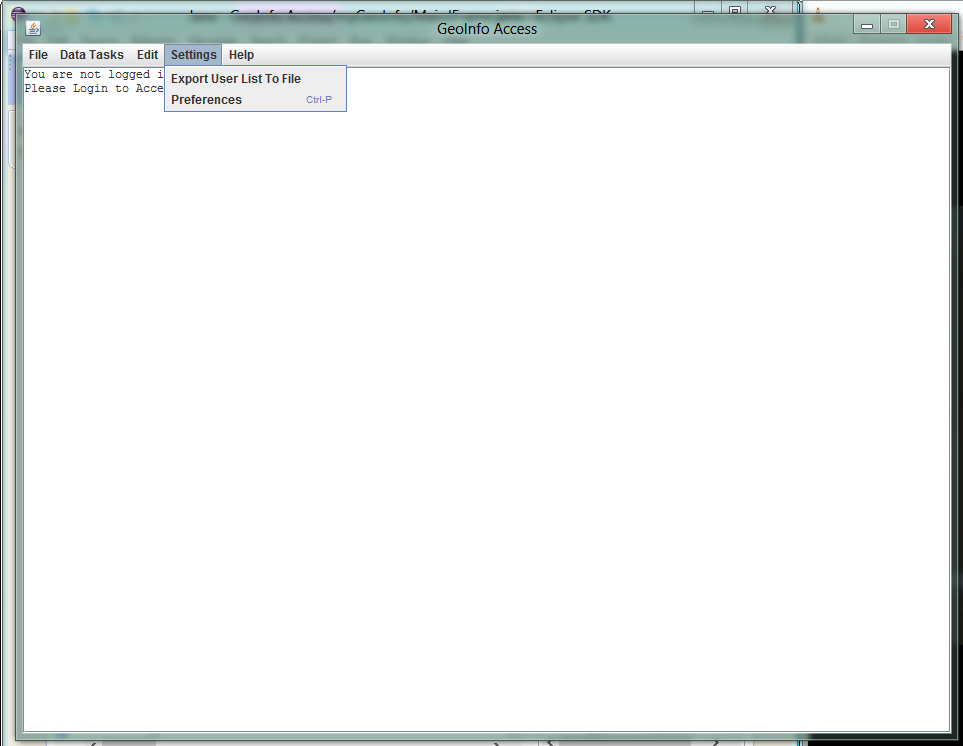 GeoInfo Access
File Data Tasks Edit Settings Help
You are not logged i
Please Login to Acce
Export User List To File
Preferences Ctrl-P